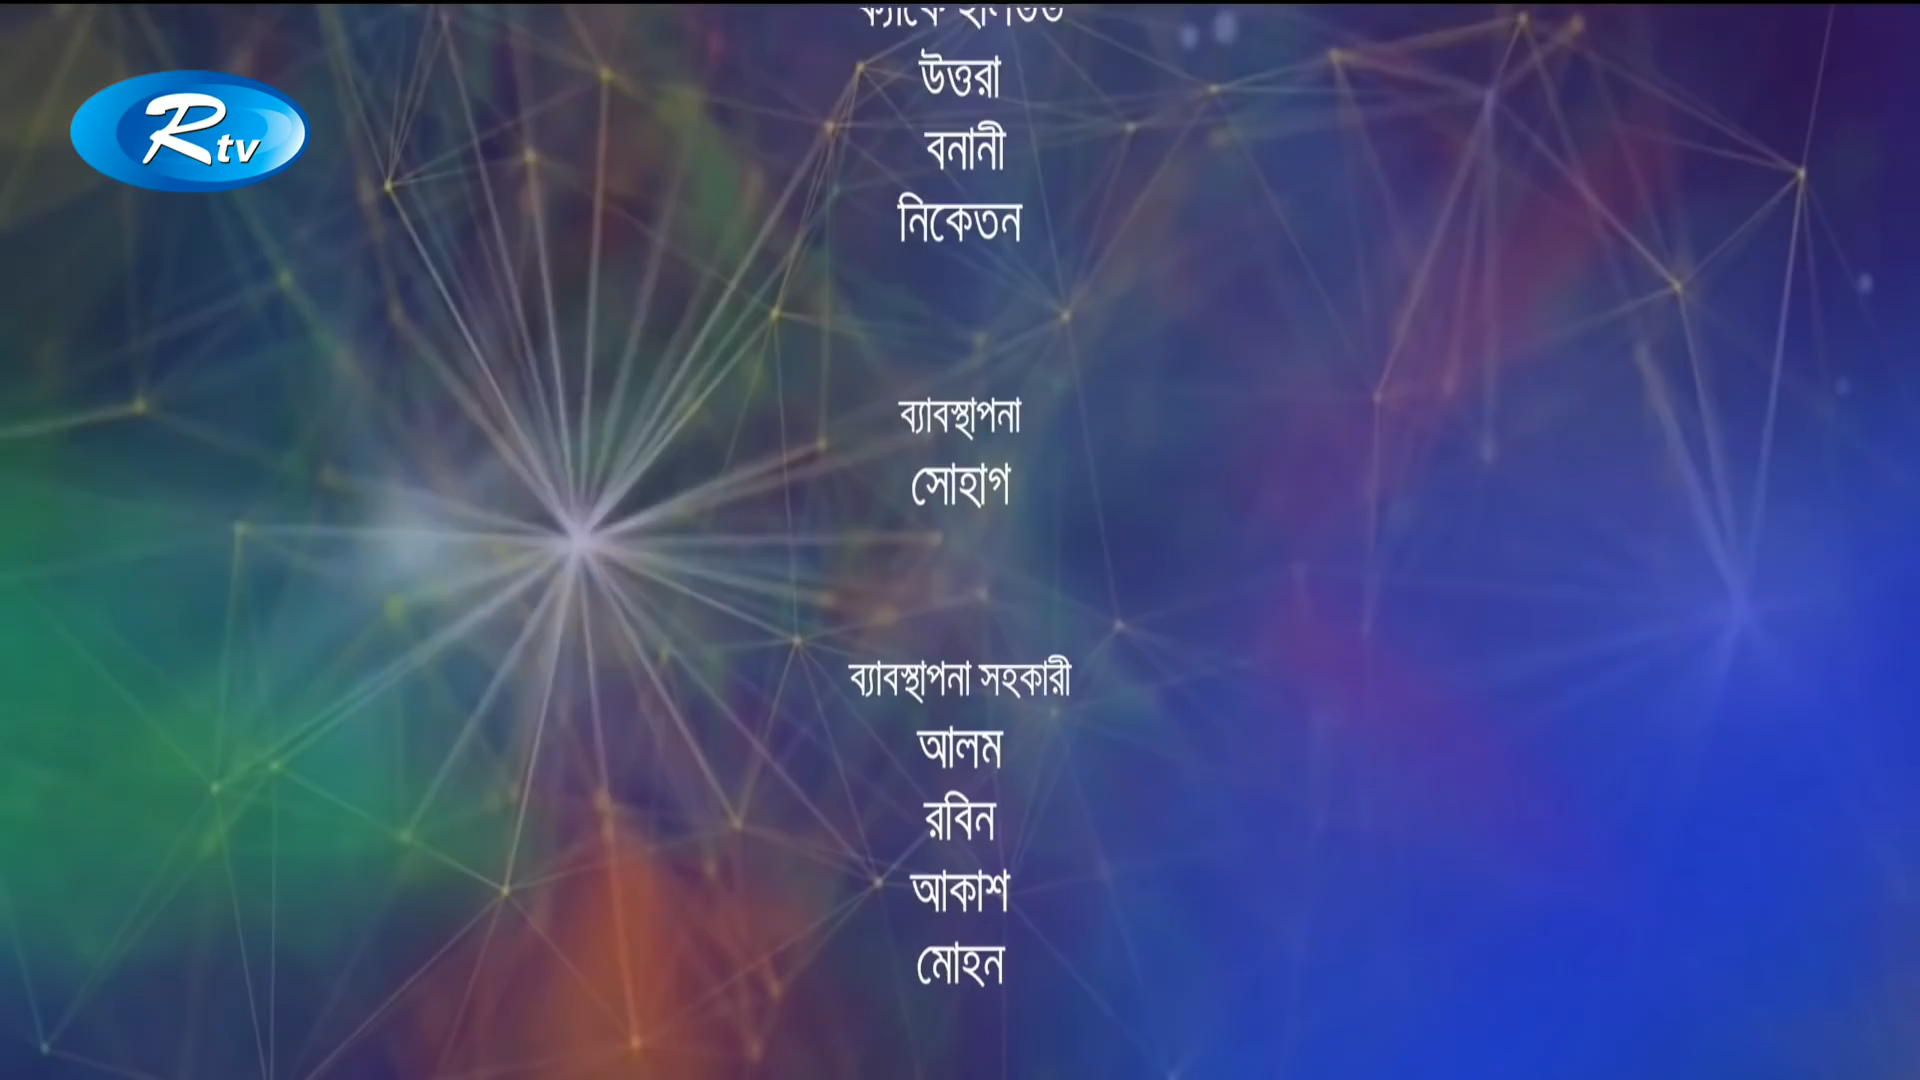 Rtv
উত্তরা
বনানী
নিকেতন
ব্যাবস্থাপনা
সোহাগ
ব্যাবস্থাপনা সহকারী
আলম
রবিন
আকাশ
মোহন